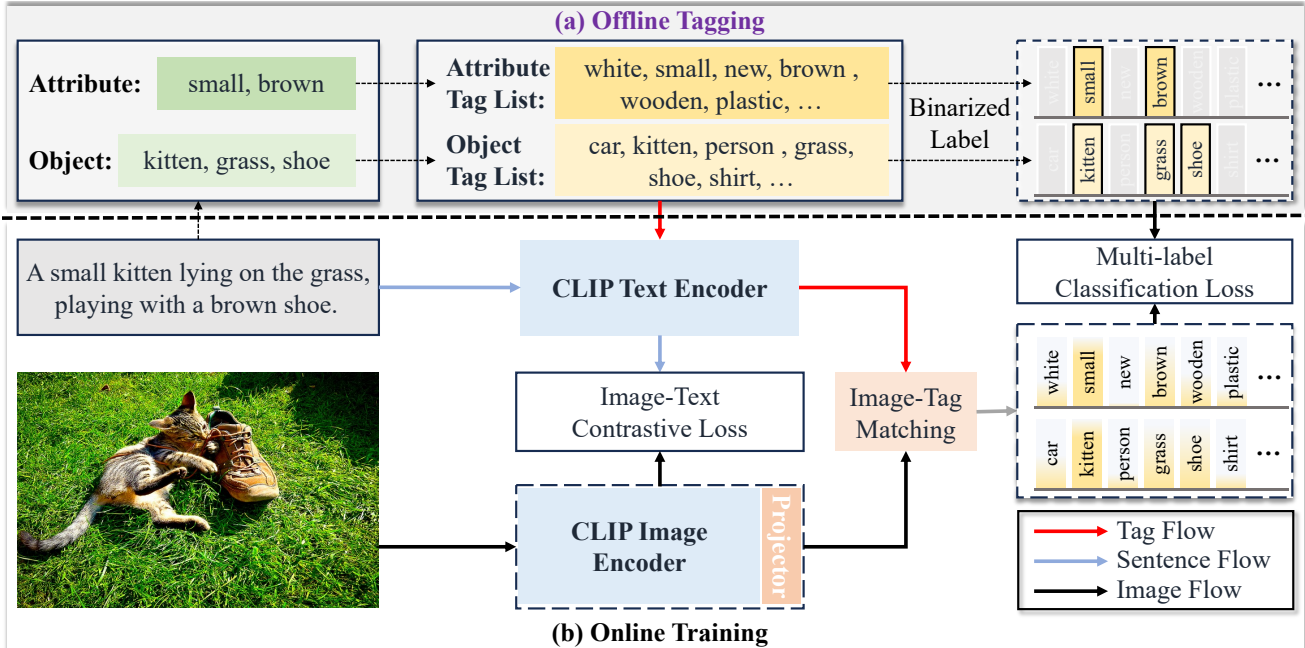 (a) Offline Tagging
Attribute: small, brown
Object: kitten, grass, shoe
Attribute
Tag List:
white, small, new, brown ,
wooden, plastic, …
Object
Tag List:
car, kitten, person , grass,
shoe, shirt, …
Binarized
Label
white small new brown wooden plastic ...
car kitten person grass shoe shirt ...
A small kitten lying on the grass,
playing with a brown shoe.
CLIP Text Encoder
Multi-label
Classification Loss
Image-Text
Contrastive Loss
Image-Tag
Matching
white small new brown wooden plastic ...
car kitten person grass shoe shirt ...
CLIP Image
Encoder
Projector
Tag Flow
Sentence Flow
Image Flow
(b) Online Training